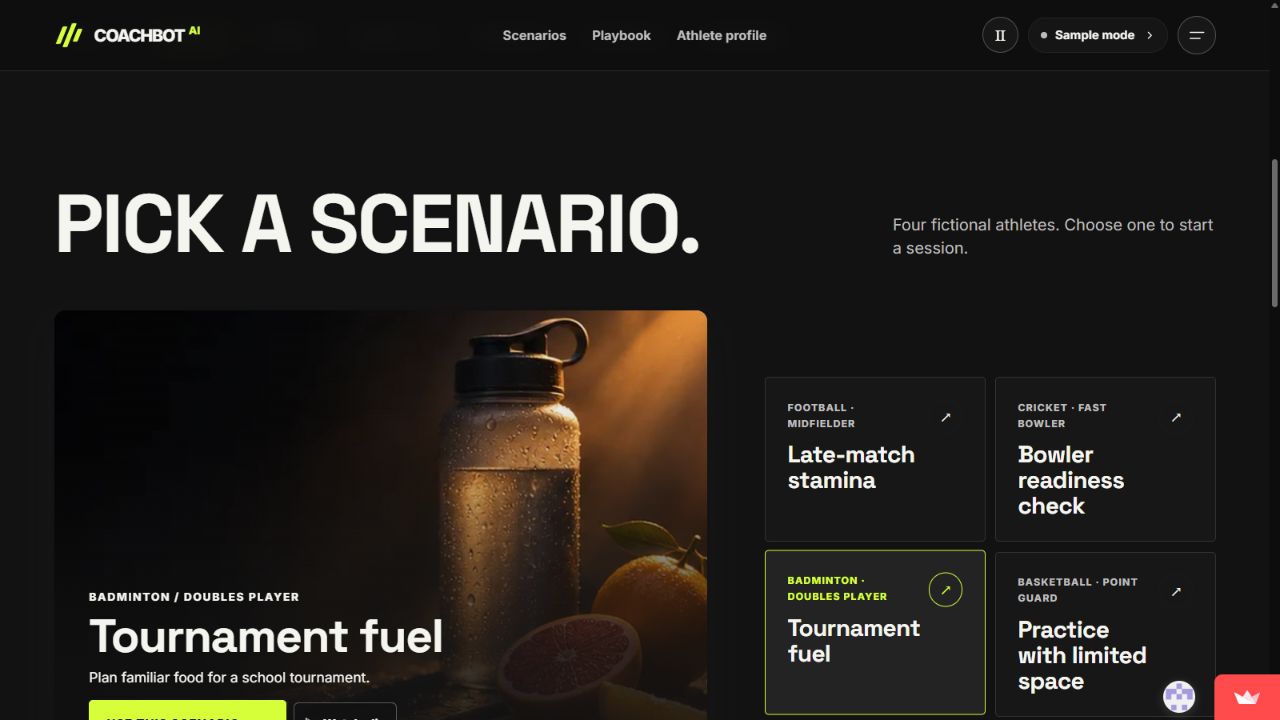 COACHBOT AI
Scenarios
Playbook
Athlete profile
Sample mode
PICK A SCENARIO.
Four fictional athletes. Choose one to start
a session.
BADMINTON / DOUBLES PLAYER
Tournament fuel
Plan familiar food for a school tournament.
FOOTBALL ·
MIDFIELDER
Late-match
stamina
CRICKET · FAST
BOWLER
Bowler
readiness
check
BADMINTON ·
DOUBLES PLAYER
Tournament
fuel
BASKETBALL · POINT
GUARD
Practice
with limited
space